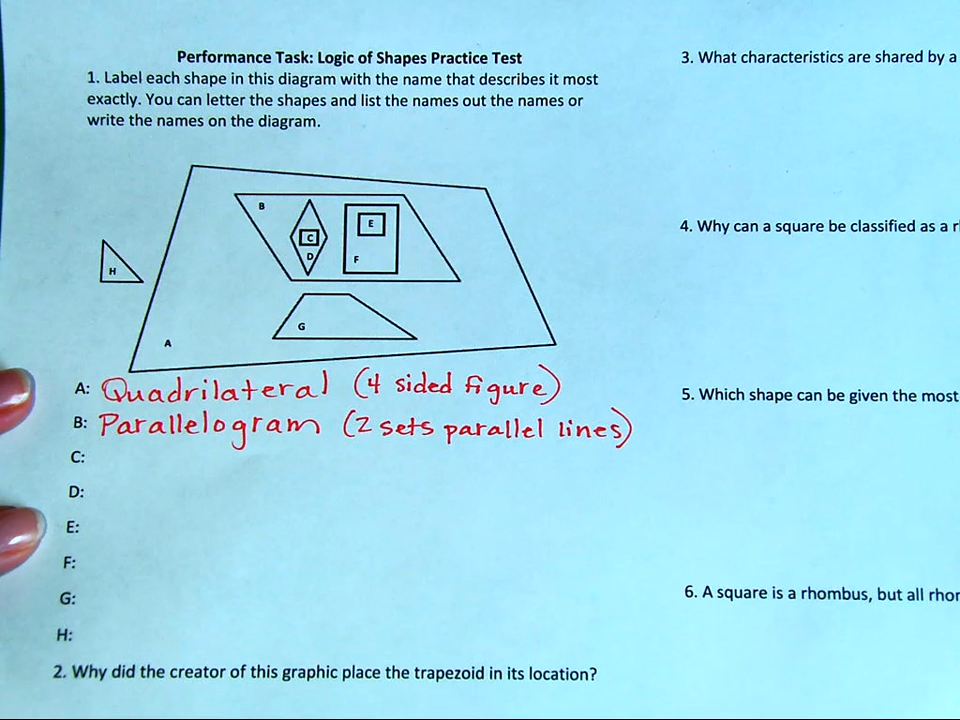 Performance Task: Logic of Shapes Practice Test
1. Label each shape in this diagram with the name that describes it most
exactly. You can letter the shapes and list the names out the names or
write the names on the diagram.
B
C
D
E
F
H
G
A
A: Quadrilateral (4 sided figure)
B: Parallelogram (2 sets parallel lines)
C:
D:
E:
F:
G:
H:
2. Why did the creator of this graphic place the trapezoid in its location?
3. What characteristics are shared by a
4. Why can a square be classified as a
5. Which shape can be given the most
6. A square is a rhombus, but all